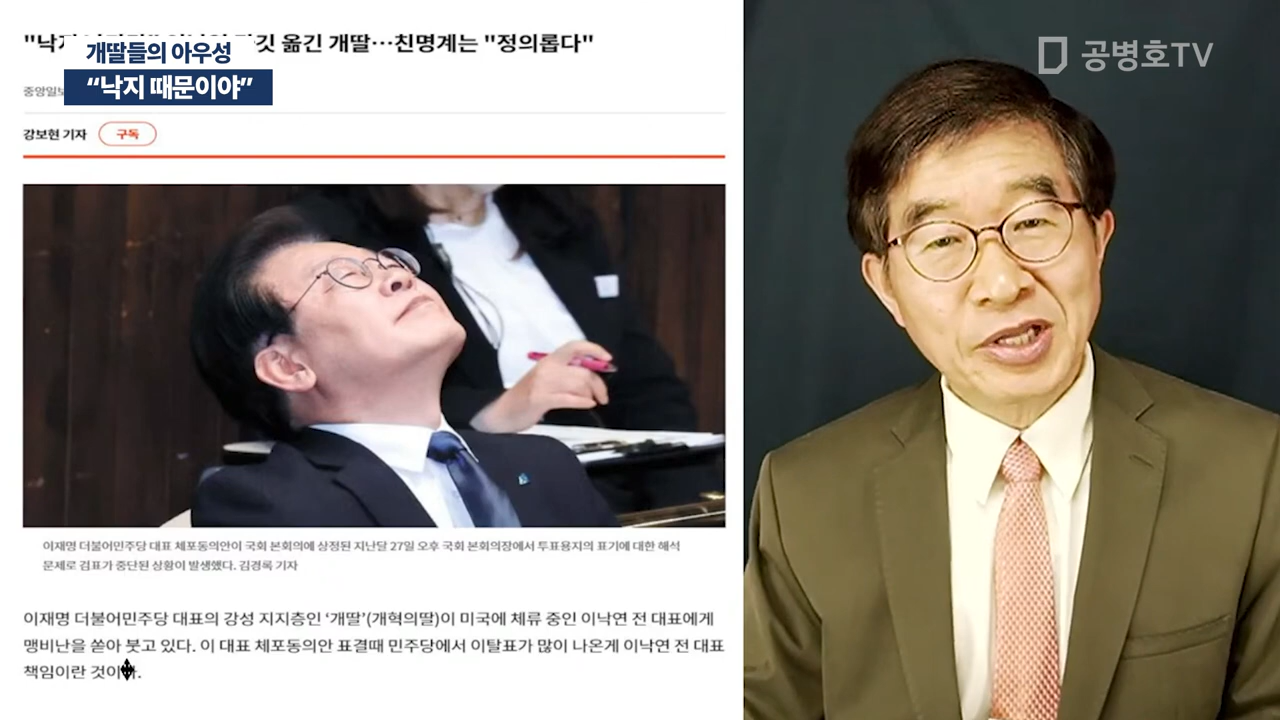 "낙지 깃 옮긴 개딸…친명계는 "정의롭다"
개딸들의 아우성
“낙지 때문이야”
중앙일보
강보현 기자 구독
공병호TV
이재명 더불어민주당 대표 체포동의안이 국회 본회의에 상정된 지난달 27일 오후 국회 본회의장에서 투표용지의 표기에 대한 해석
문제로 검표가 중단된 상황이 발생했다. 김경록 기자
이재명 더불어민주당 대표의 강성 지지층인 ‘개딸’(개혁의딸)이 미국에 체류 중인 이낙연 전 대표에게
맹비난을 쏟아 붓고 있다. 이 대표 체포동의안 표결때 민주당에서 이탈표가 많이 나온게 이낙연 전 대표
책임이란 것이다.